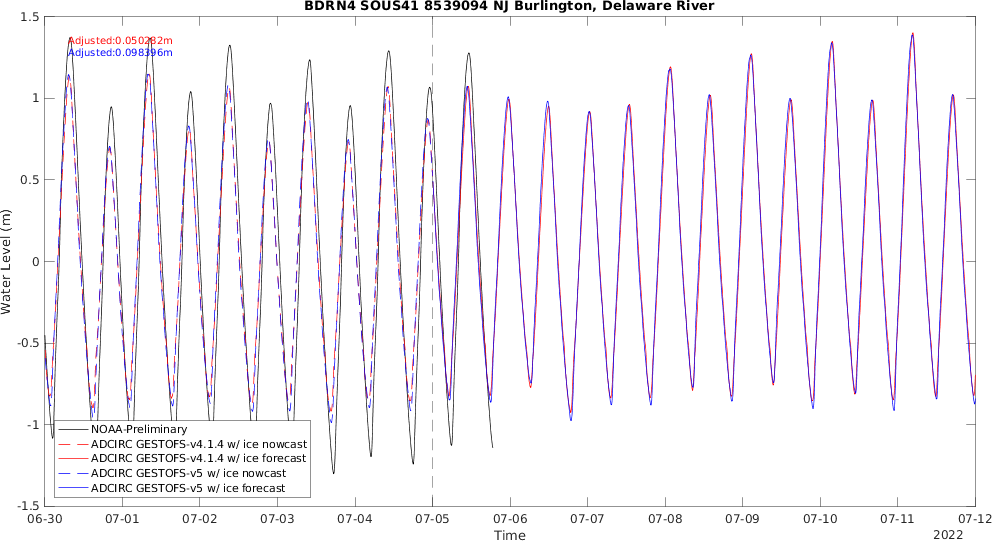 BDRN4 SOUS41 8539094 NJ Burlington, Delaware River
1.5
1
0.5
0
-0.5
-1
-1.5
Water Level (m)
Adjusted:0.050282m
Adjusted:0.098396m
NOAA-Preliminary
ADCIRC GESTOFS-v4.1.4 w/ ice nowcast
ADCIRC GESTOFS-v4.1.4 w/ ice forecast
ADCIRC GESTOFS-v5 w/ ice nowcast
ADCIRC GESTOFS-v5 w/ ice forecast
06-30 07-01 07-02 07-03 07-04 07-05 07-06 07-07 07-08 07-09 07-10 07-11 07-12
Time
2022